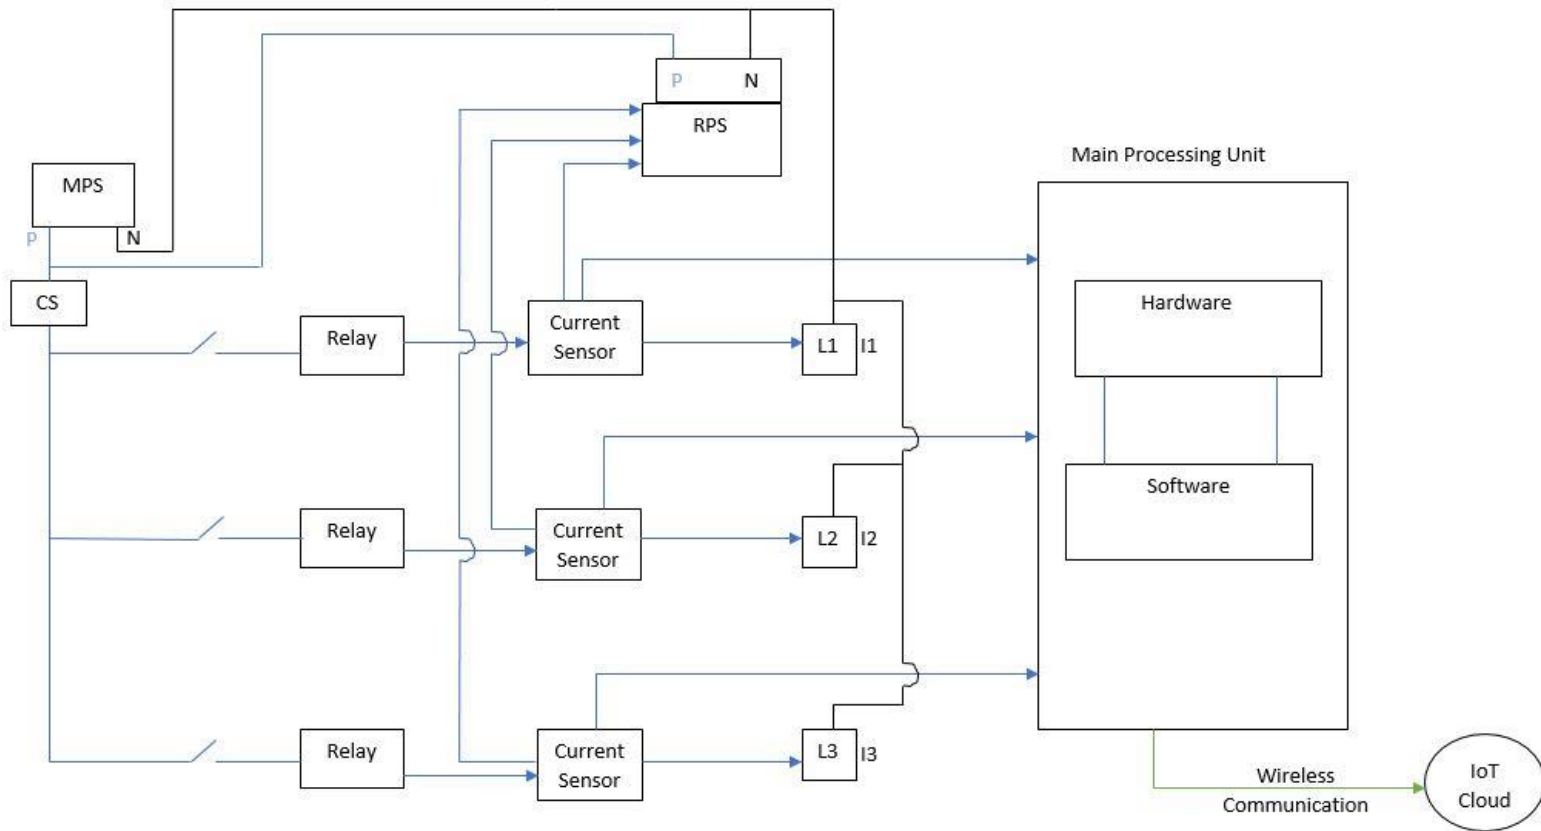 P N
RPS
Main Processing Unit
MPS
P N
CS
Hardware
Relay
Current
Sensor
L1 I1
Software
Relay
Current
Sensor
L2 I2
Relay
Current
Sensor
L3 I3
Wireless
Communication
IoT
Cloud